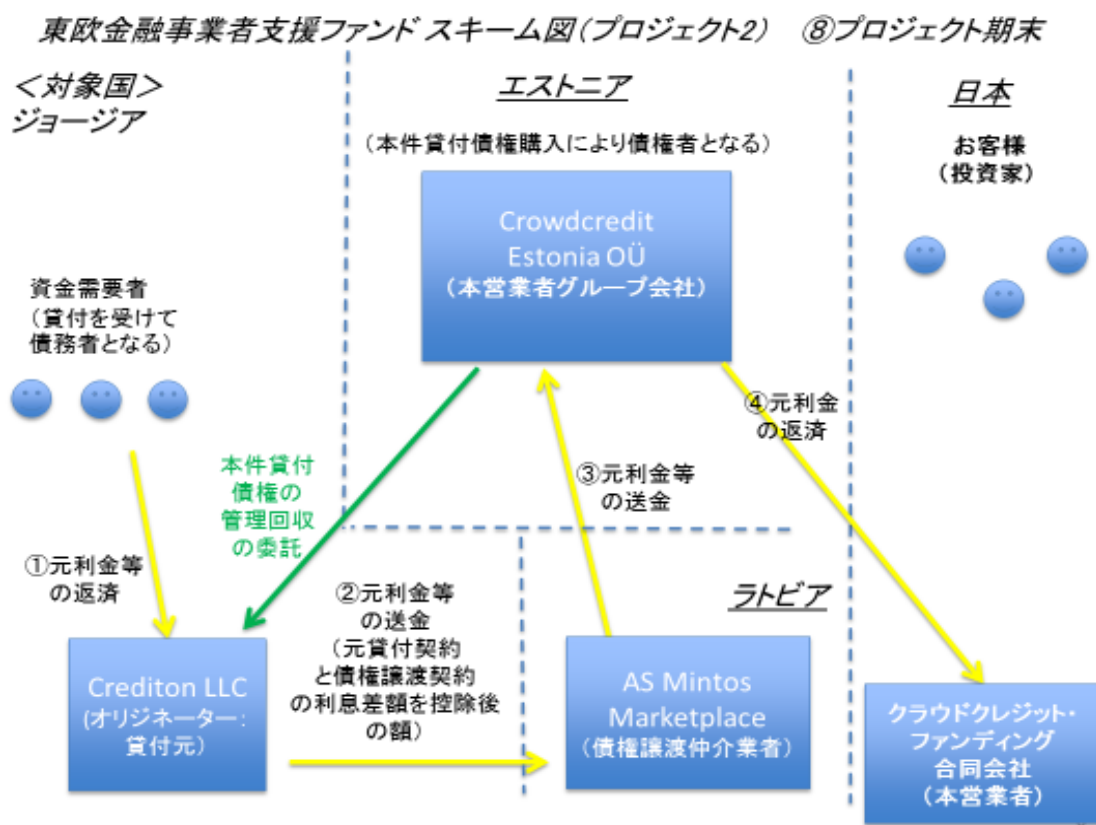 東欧金融事業者支援ファンド スキーム図(プロジェクト2) ⑧プロジェクト期末
＜対象国＞
ジョージア
エストニア
日本
(本件貸付債権購入により債権者となる)
お客様
(投資家)
Crowdcredit
Estonia OÜ
(本営業者グループ会社)
資金需要者
(貸付を受けて
債務者となる)
④元利金
の返済
本件貸付
債権の
管理回収
の委託
③元利金等
の送金
①元利金等
の返済
②元利金等
の送金
(元貸付契約
と債権譲渡契約
の利息差額を控除後
の額)
ラトビア
Crediton LLC
(オリジネーター：
貸付元)
AS Mintos
Marketplace
(債権譲渡仲介業者)
クラウドクレジット・
ファンディング
合同会社
(本営業者)